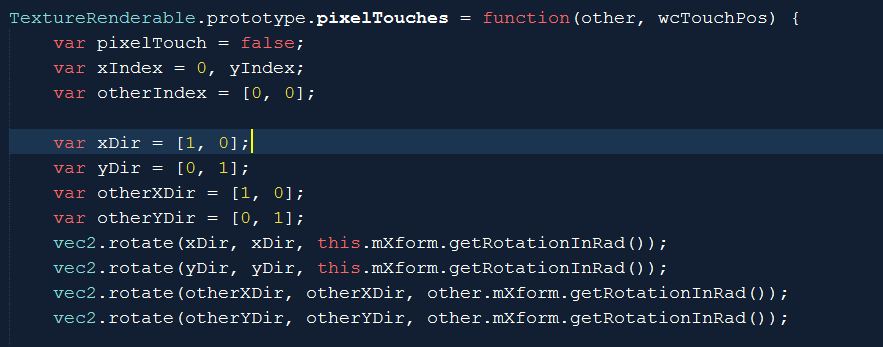 TextureRenderable.prototype.pixelTouches = function(other, wcTouchPos) {
    var pixelTouch = false;
    var xIndex = 0, yIndex;
    var otherIndex = [0, 0];

    var xDir = [1, 0];
    var yDir = [0, 1];
    var otherXDir = [1, 0];
    var otherYDir = [0, 1];
    vec2.rotate(xDir, xDir, this.mXform.getRotationInRad());
    vec2.rotate(yDir, yDir, this.mXform.getRotationInRad());
    vec2.rotate(otherXDir, otherXDir, other.mXform.getRotationInRad());
    vec2.rotate(otherYDir, otherYDir, other.mXform.getRotationInRad());